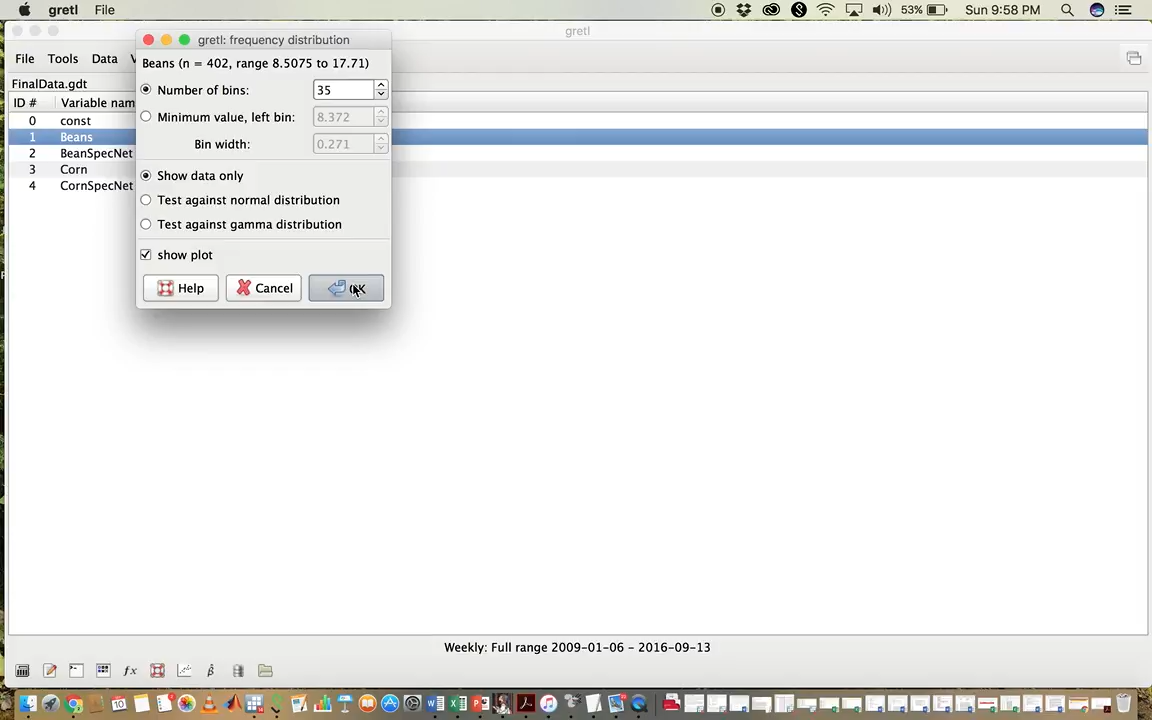 gretl File 53% Sun 9:58 PM
gretl
gretl: frequency distribution
File Tools Data V
Beans (n = 402, range 8.5075 to 17.71)
FinalData.gdt
Number of bins: 35
ID # Variable nam
Minimum value, left bin: 8.372
0 const
1 Beans
Bin width: 0.271
2 BeanSpecNet
3 Corn
Show data only
4 CornSpecNet
Test against normal distribution
Test against gamma distribution
show plot
Help Cancel OK
Weekly: Full range 2009-01-06 - 2016-09-13
fx β